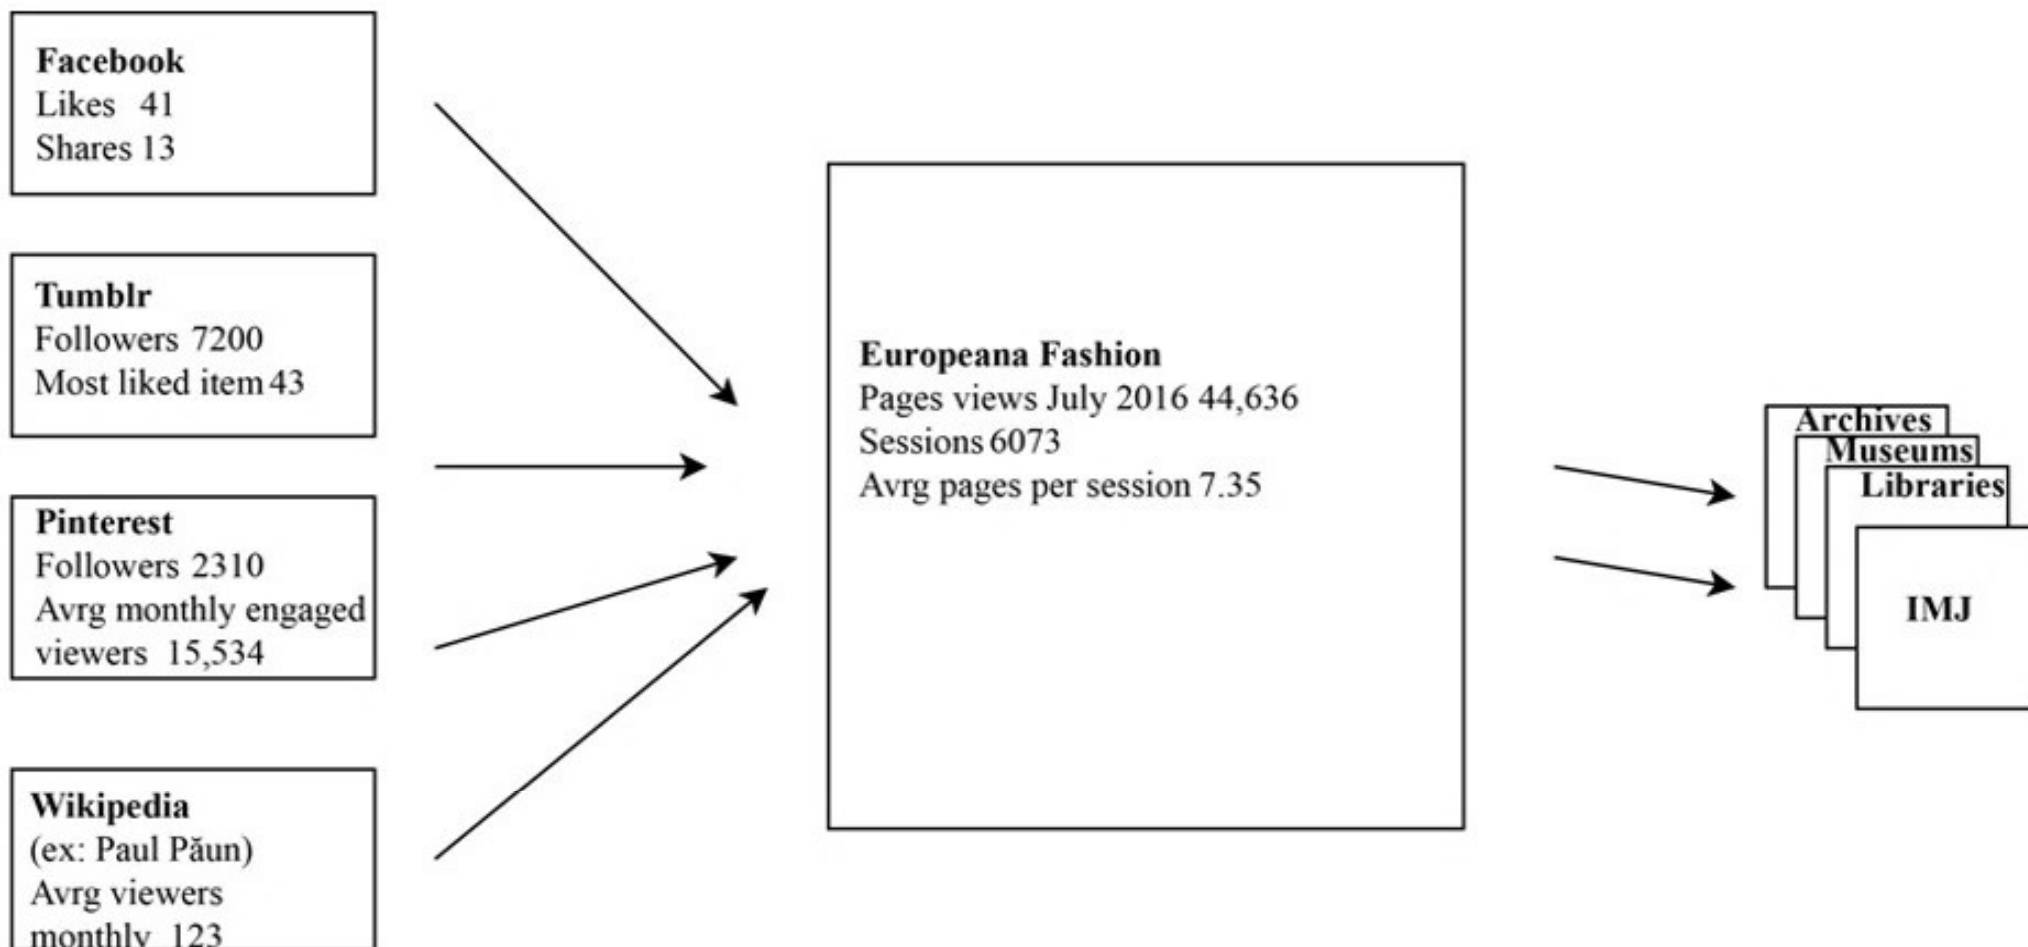 Facebook
Likes 41
Shares 13
Tumblr
Followers 7200
Most liked item 43
Pinterest
Followers 2310
Avrg monthly engaged
viewers 15,534
Wikipedia
(ex: Paul Păun)
Avrg viewers
monthly 123
Europeana Fashion
Pages views July 2016 44,636
Sessions 6073
Avrg pages per session 7.35
Archives
Museums
Libraries
IMJ